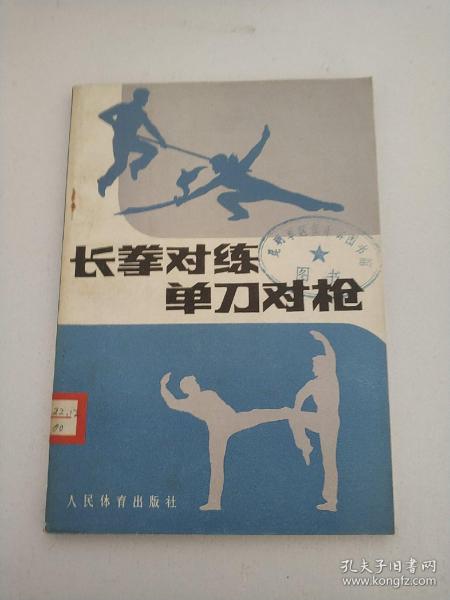 长拳对练
单刀对枪
图书
人民体育出版社
孔夫子旧书网
www.kongfz.com